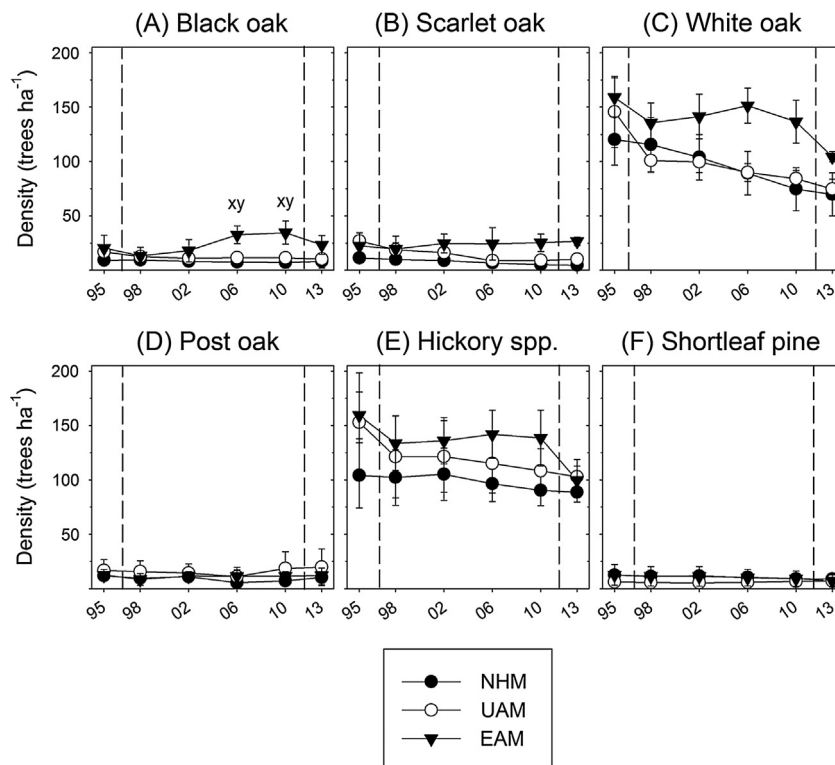 (A) Black oak (B) Scarlet oak (C) White oak
200
150
100
50
Density (trees ha-1)
xy xy
95 98 02 06 10 13 95 98 02 06 10 13 95 98 02 06 10 13
(D) Post oak (E) Hickory spp. (F) Shortleaf pine
200
150
100
50
Density (trees ha-1)
95 98 02 06 10 13 95 98 02 06 10 13 95 98 02 06 10 13
NHM
UAM
EAM